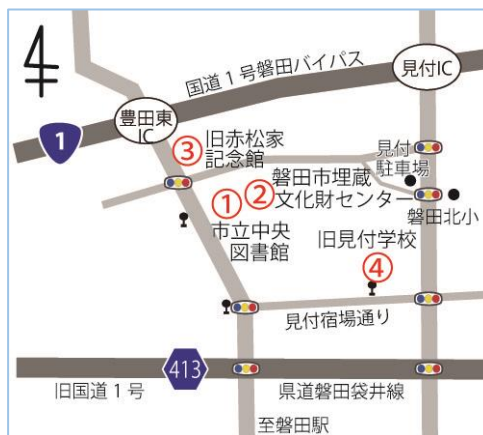 国道1号磐田バイパス
見付IC
豊田東
IC
1
③
旧赤松家
記念館
見付
駐車場
①
②
磐田市埋蔵
文化財センター
磐田北小
市立中央
図書館
旧見付学校
④
見付宿場通り
旧国道1号
413
県道磐田袋井線
至磐田駅